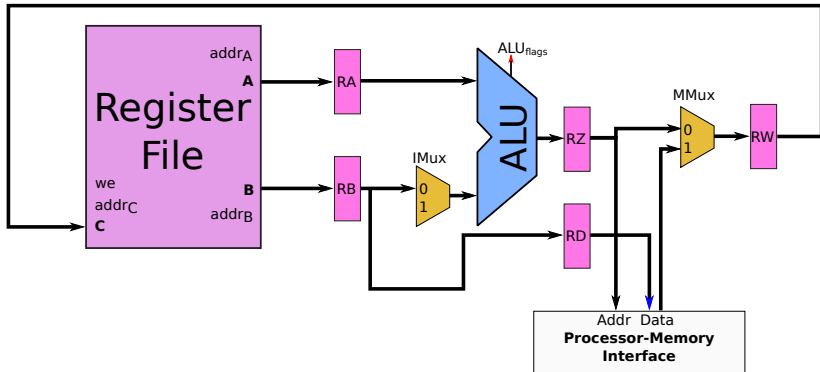 addrA
A
Register
File
we
addrC
C
B
addrB
RA
RB
IMux
0
1
ALUflags
ALU
RZ
RD
MMux
0
1
RW
Addr Data
Processor-Memory
Interface